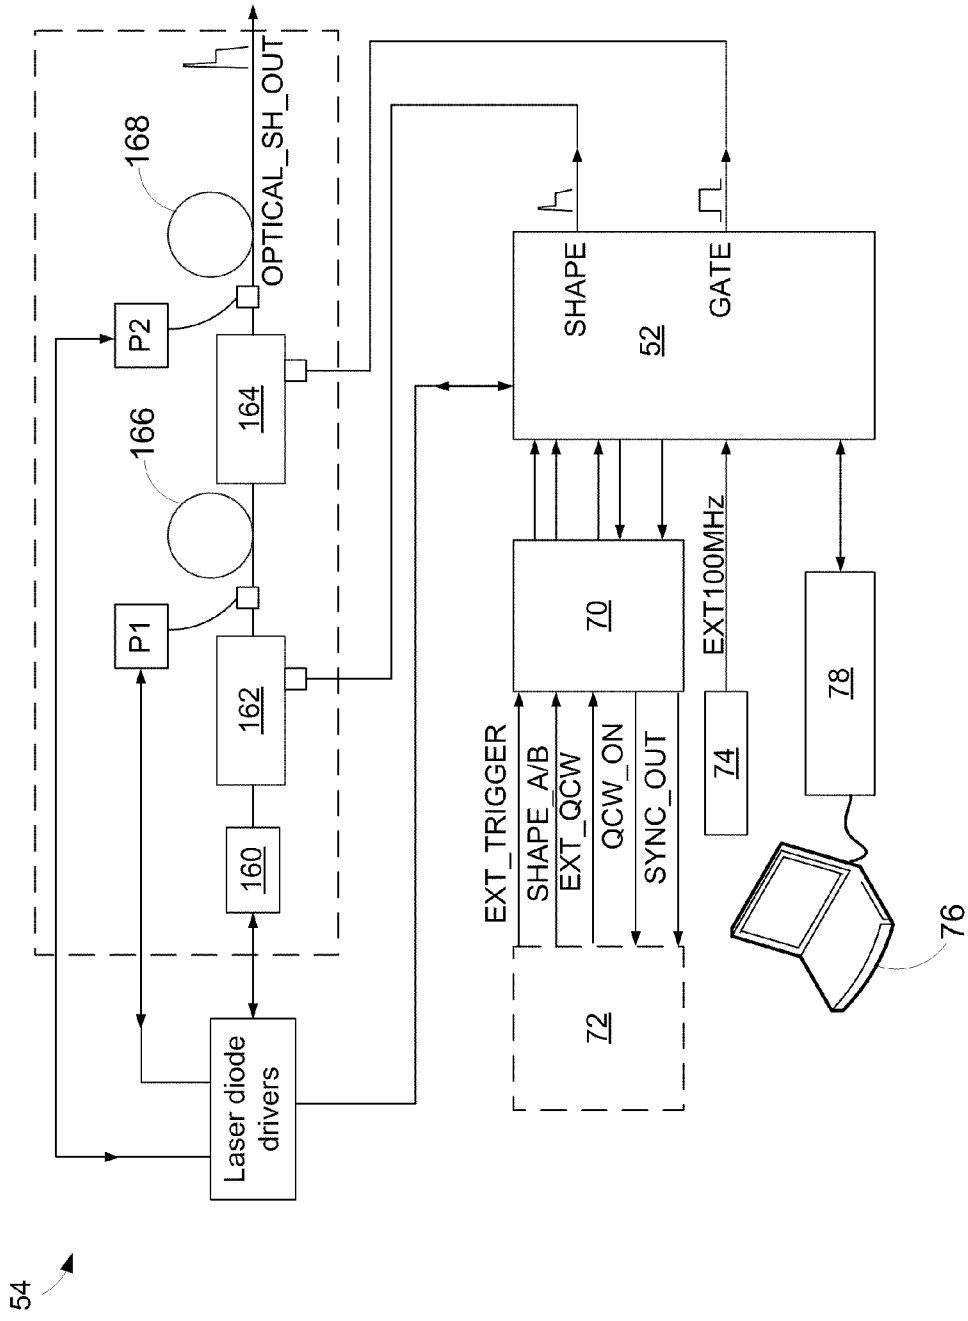 54
Laser diode
drivers
160
162
P1
166
164
P2
168
OPTICAL_SH_OUT
72
EXT_TRIGGER
SHAPE_A/B
EXT_QCW
QCW_ON
SYNC_OUT
70
74
EXT100MHz
76
78
52
SHAPE
GATE